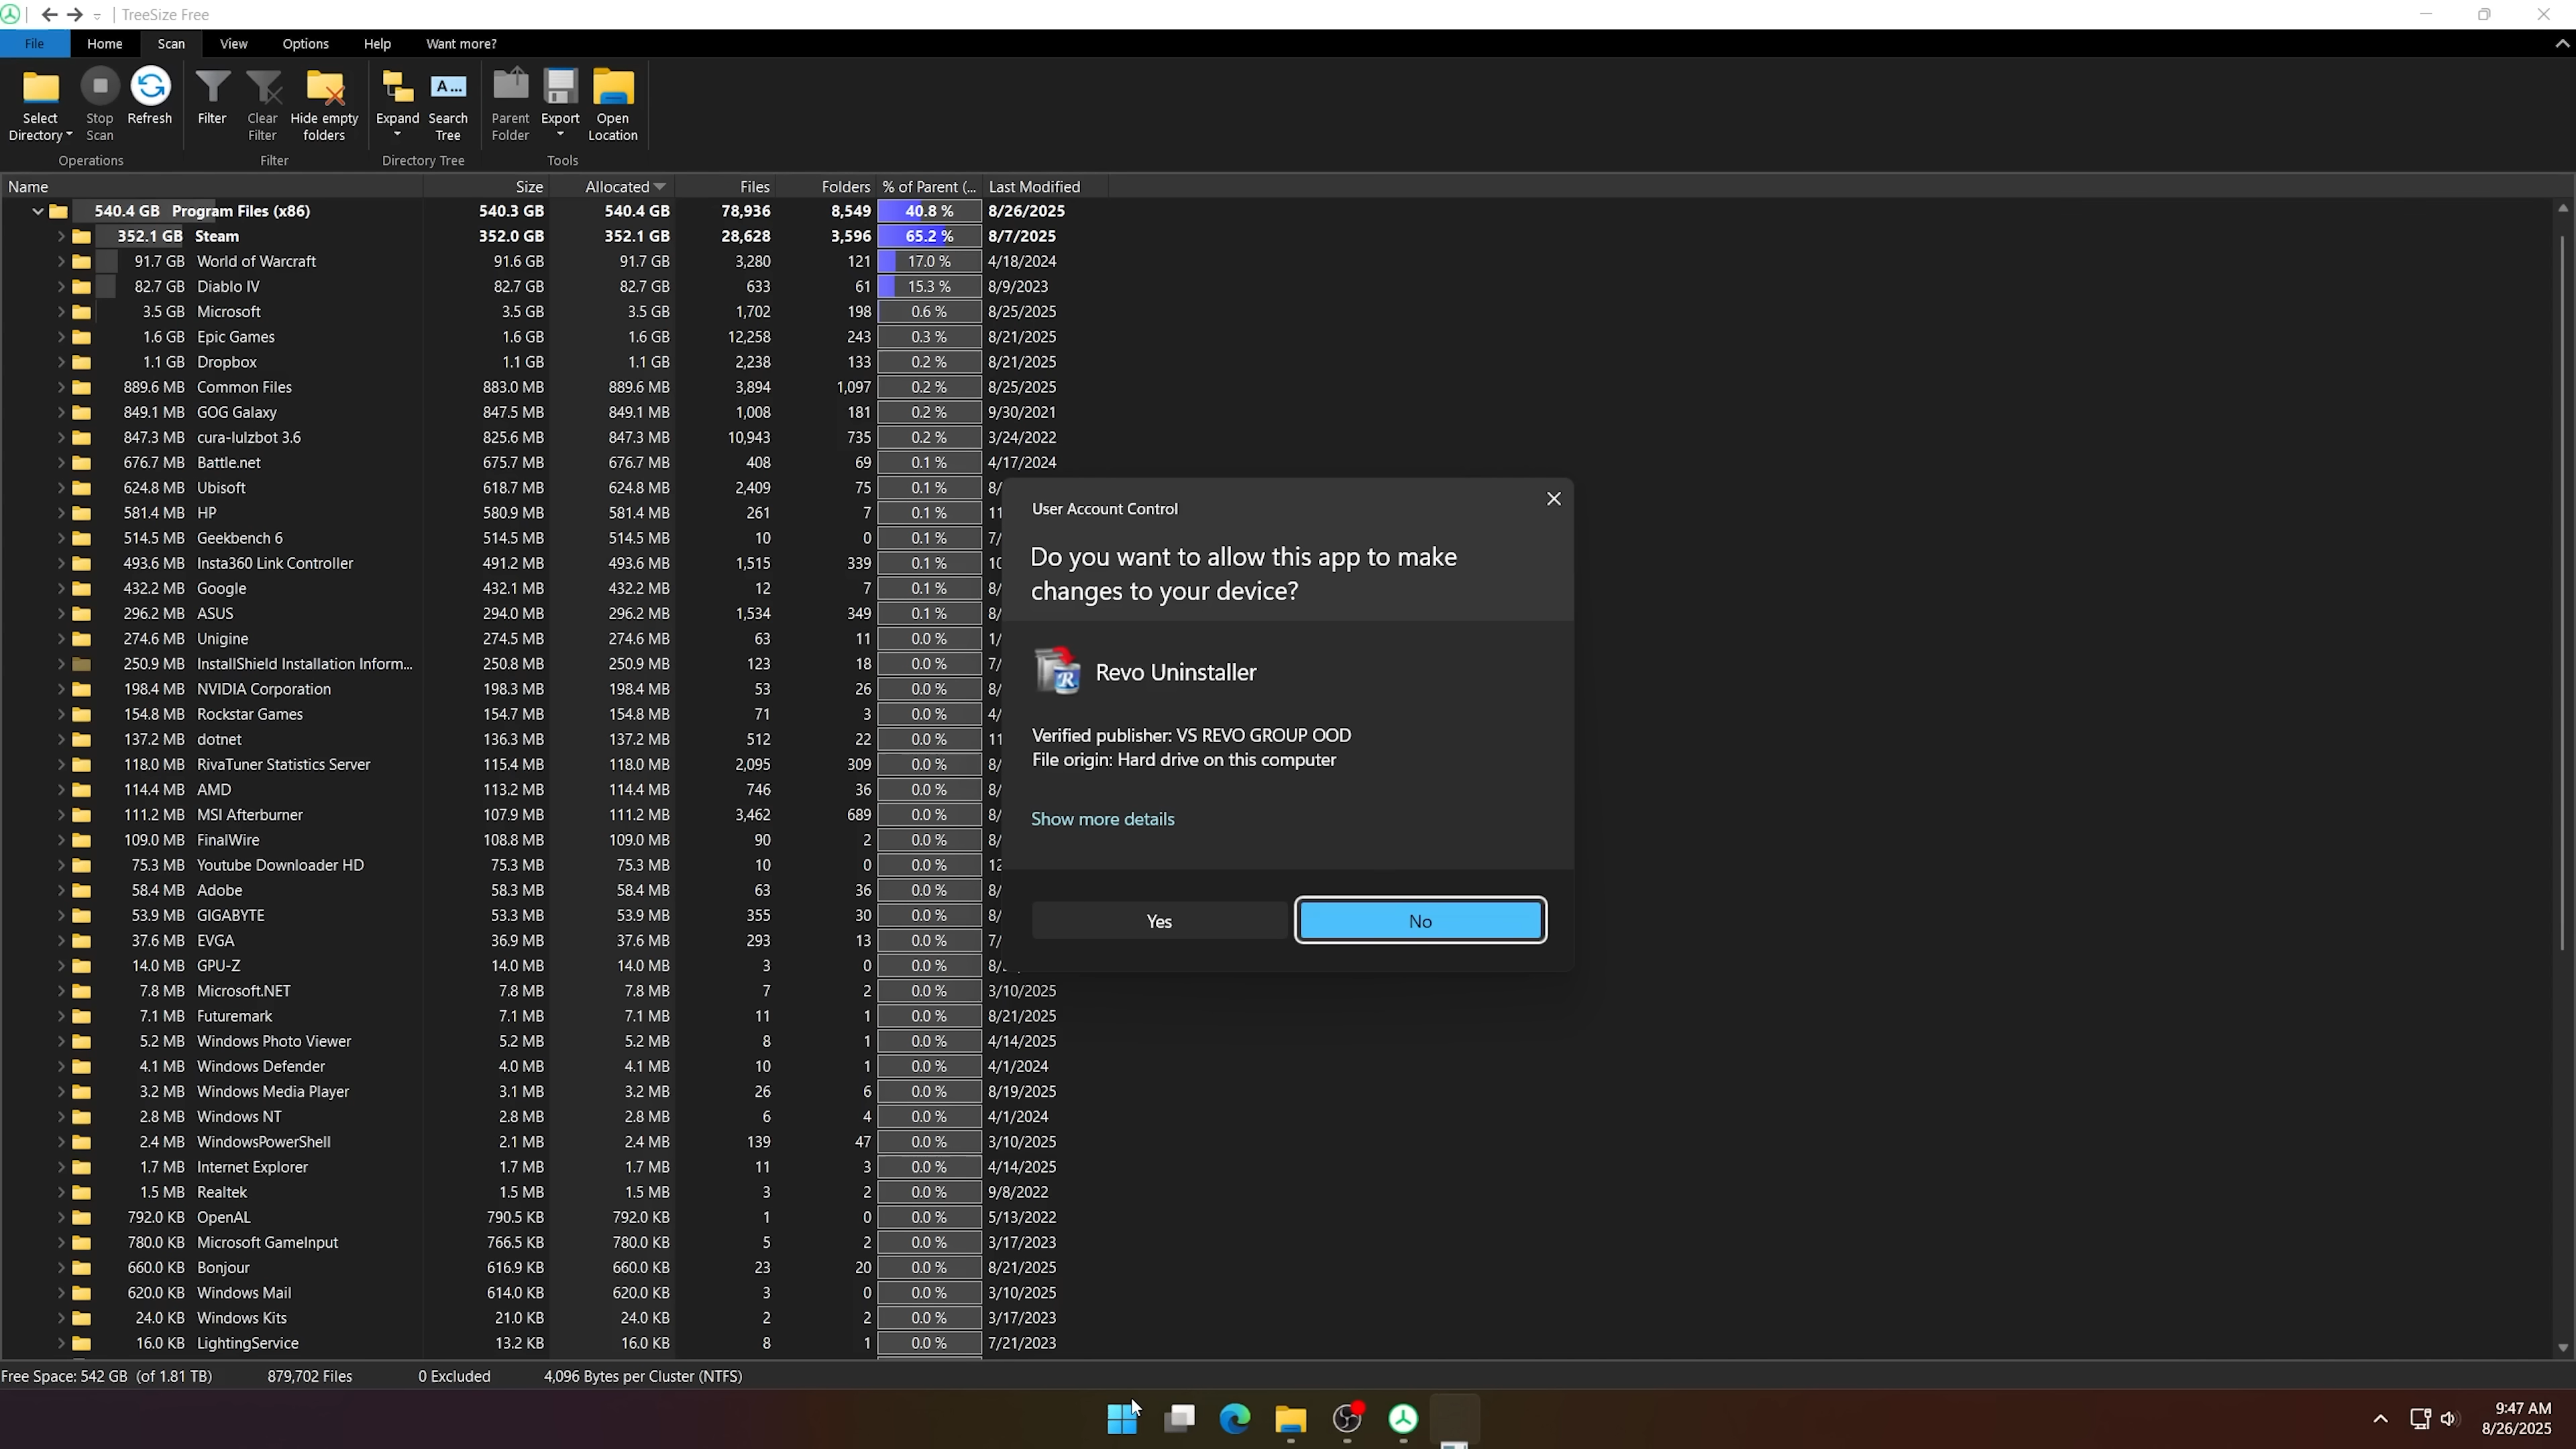 TreeSize Free
File Home Scan View Options Help Want more?
Select Directory Stop Scan Refresh Filter Clear Filter Hide empty folders Expand Search Tree Parent Folder Export Open Location
Operations Filter Directory Tree Tools
Name Size Allocated Files Folders % of Parent (... Last Modified
540.4 GB Program Files (x86) 540.3 GB 540.4 GB 78,936 8,549 40.8 % 8/26/2025
352.1 GB Steam 352.0 GB 352.1 GB 28,628 3,596 65.2 % 8/7/2025
91.7 GB World of Warcraft 91.6 GB 91.7 GB 3,280 121 17.0 % 4/18/2024
82.7 GB Diablo IV 82.7 GB 82.7 GB 633 61 15.3 % 8/9/2023
3.5 GB Microsoft 3.5 GB 3.5 GB 1,702 198 0.6 % 8/25/2025
1.6 GB Epic Games 1.6 GB 1.6 GB 12,258 243 0.3 % 8/21/2025
1.1 GB Dropbox 1.1 GB 1.1 GB 2,238 133 0.2 % 8/21/2025
889.6 MB Common Files 883.0 MB 889.6 MB 3,894 1,097 0.2 % 8/25/2025
849.1 MB GOG Galaxy 847.5 MB 849.1 MB 1,008 181 0.2 % 9/30/2021
847.3 MB cura-lulzbot 3.6 825.6 MB 847.3 MB 10,943 735 0.2 % 3/24/2022
676.7 MB Battle.net 675.7 MB 676.7 MB 408 69 0.1 % 4/17/2024
624.8 MB Ubisoft 618.7 MB 624.8 MB 2,409 75 0.1 % 8/
581.4 MB HP 580.9 MB 581.4 MB 261 7 0.1 % 11
514.5 MB Geekbench 6 514.5 MB 514.5 MB 10 0 0.1 % 7/
493.6 MB Insta360 Link Controller 491.2 MB 493.6 MB 1,515 339 0.1 % 10
432.2 MB Google 432.1 MB 432.2 MB 12 7 0.1 % 8/
296.2 MB ASUS 294.0 MB 296.2 MB 1,534 349 0.1 % 8/
274.6 MB Unigine 274.5 MB 274.6 MB 63 11 0.0 % 1/
250.9 MB InstallShield Installation Inform... 250.8 MB 250.9 MB 123 18 0.0 % 7/
198.4 MB NVIDIA Corporation 198.3 MB 198.4 MB 53 26 0.0 % 8/
154.8 MB Rockstar Games 154.7 MB 154.8 MB 71 3 0.0 % 4/
137.2 MB dotnet 136.3 MB 137.2 MB 512 22 0.0 % 11
118.0 MB RivaTuner Statistics Server 115.4 MB 118.0 MB 2,095 309 0.0 % 8/
114.4 MB AMD 113.2 MB 114.4 MB 746 36 0.0 % 8/
111.2 MB MSI Afterburner 107.9 MB 111.2 MB 3,462 689 0.0 % 8/
109.0 MB FinalWire 108.8 MB 109.0 MB 90 2 0.0 % 8/
75.3 MB Youtube Downloader HD 75.3 MB 75.3 MB 10 0 0.0 % 12
58.4 MB Adobe 58.3 MB 58.4 MB 63 36 0.0 % 8/
53.9 MB GIGABYTE 53.3 MB 53.9 MB 355 30 0.0 % 8/
37.6 MB EVGA 36.9 MB 37.6 MB 293 13 0.0 % 7/
14.0 MB GPU-Z 14.0 MB 14.0 MB 3 0 0.0 % 8/
7.8 MB Microsoft.NET 7.8 MB 7.8 MB 7 2 0.0 % 3/10/2025
7.1 MB Futuremark 7.1 MB 7.1 MB 11 1 0.0 % 8/21/2025
5.2 MB Windows Photo Viewer 5.2 MB 5.2 MB 8 1 0.0 % 4/14/2025
4.1 MB Windows Defender 4.0 MB 4.1 MB 10 1 0.0 % 4/1/2024
3.2 MB Windows Media Player 3.1 MB 3.2 MB 26 6 0.0 % 8/19/2025
2.8 MB Windows NT 2.8 MB 2.8 MB 6 4 0.0 % 4/1/2024
2.4 MB WindowsPowerShell 2.1 MB 2.4 MB 139 47 0.0 % 3/10/2025
1.7 MB Internet Explorer 1.7 MB 1.7 MB 11 3 0.0 % 4/14/2025
1.5 MB Realtek 1.5 MB 1.5 MB 3 2 0.0 % 9/8/2022
792.0 KB OpenAL 790.5 KB 792.0 KB 1 0 0.0 % 5/13/2022
780.0 KB Microsoft GameInput 766.5 KB 780.0 KB 5 2 0.0 % 3/17/2023
660.0 KB Bonjour 616.9 KB 660.0 KB 23 20 0.0 % 8/21/2025
620.0 KB Windows Mail 614.0 KB 620.0 KB 3 0 0.0 % 3/10/2025
24.0 KB Windows Kits 21.0 KB 24.0 KB 2 2 0.0 % 3/17/2023
16.0 KB LightingService 13.2 KB 16.0 KB 8 1 0.0 % 7/21/2023
User Account Control
Do you want to allow this app to make
changes to your device?
Revo Uninstaller
Verified publisher: VS REVO GROUP OOD
File origin: Hard drive on this computer
Show more details
Yes No
Free Space: 542 GB (of 1.81 TB) 879,702 Files 0 Excluded 4,096 Bytes per Cluster (NTFS)
9:47 AM
8/26/2025